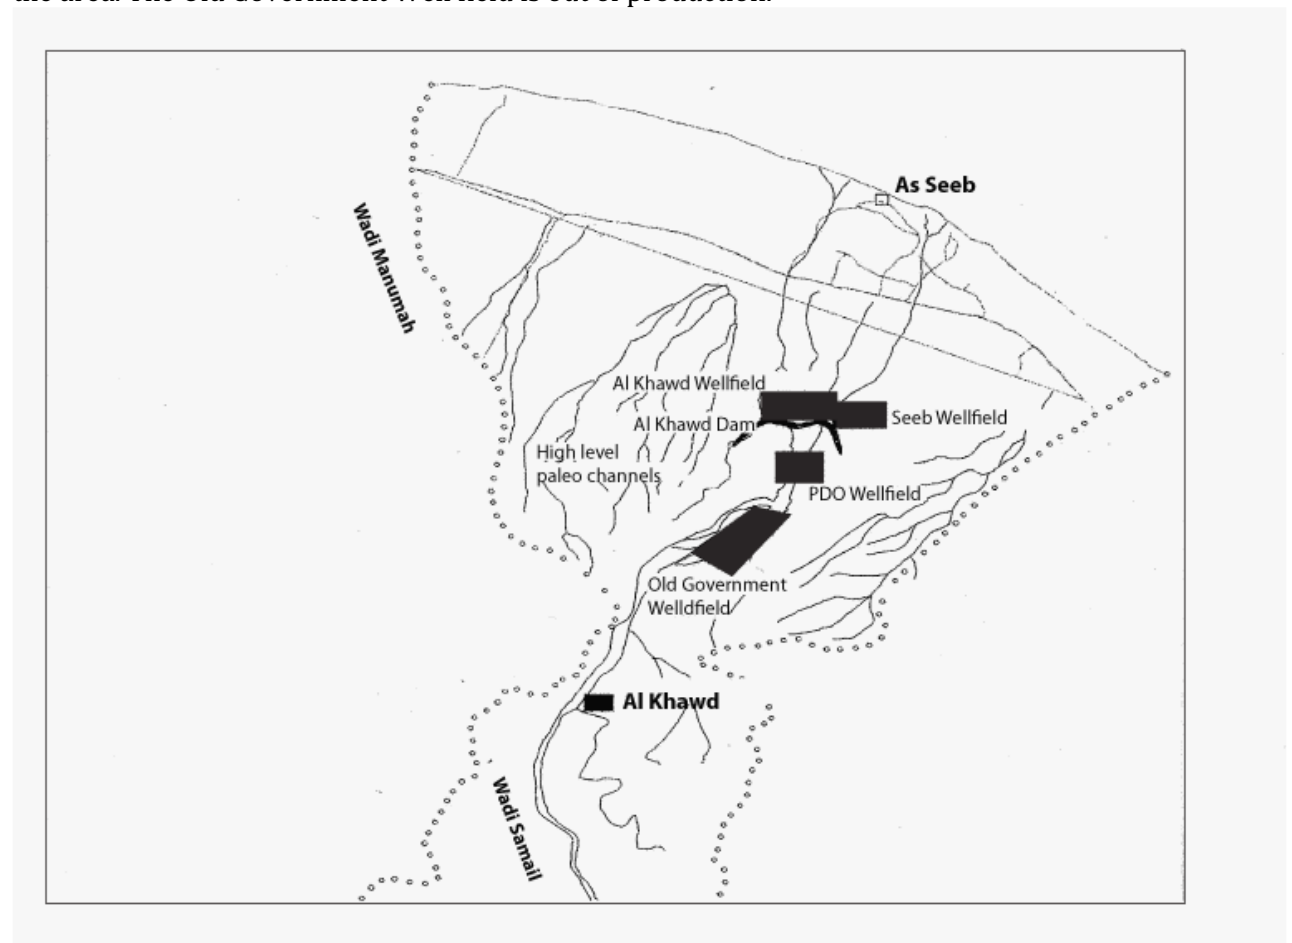 the area. The Old Government Well field is out of production.
As Seeb
Wadi Manumah
Al Khawd Wellfield
Al Khawd Dam
Seeb Wellfield
High level
paleo channels
PDO Wellfield
Old Government
Welldfield
Al Khawd
Wadi Samail